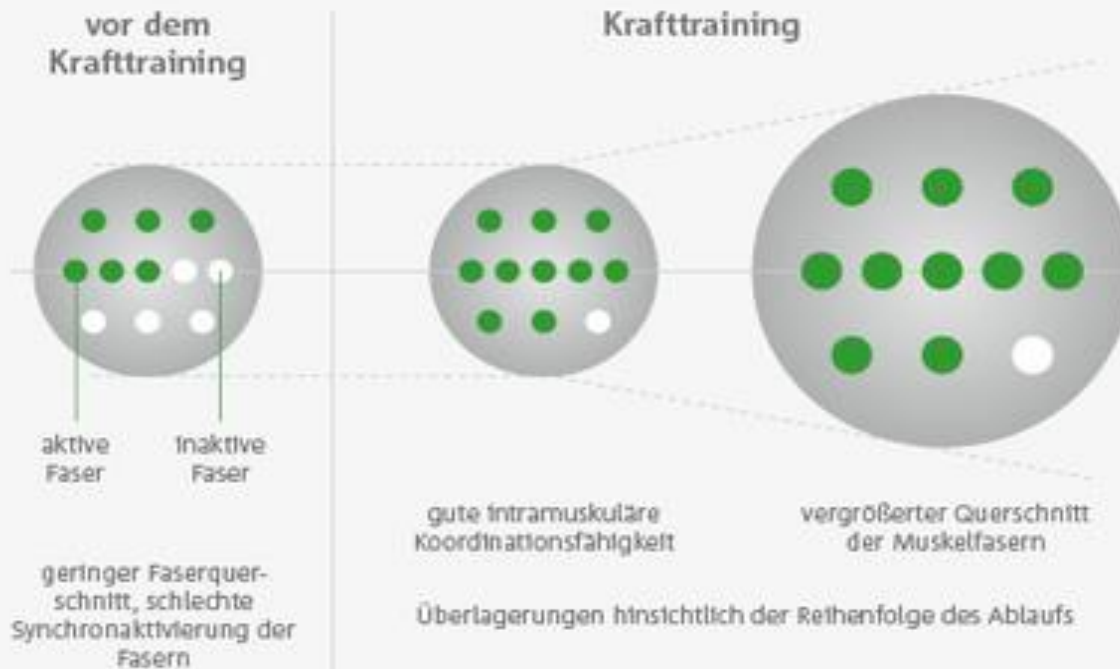 vor dem
Krafttraining
Krafttraining
aktive
Faser
inaktive
Faser
geringer Faserquer-
schnitt, schlechte
Synchronaktivierung der
Fasern
gute intramuskuläre
Koordinationsfähigkeit
vergrößerter Querschnitt
der Muskelfasern
Überlagerungen hinsichtlich der Reihenfolge des Ablaufs